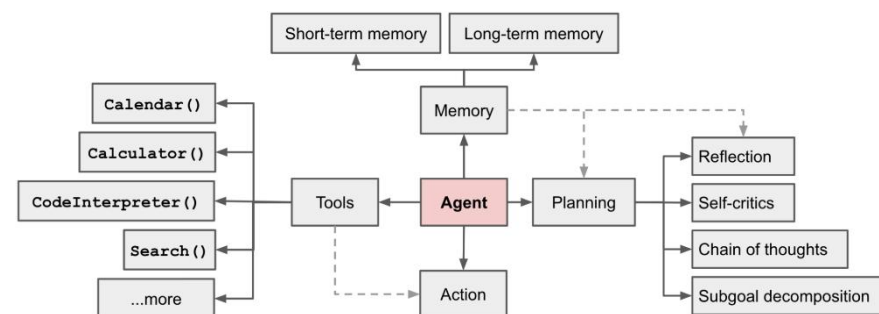 Short-term memory
Long-term memory
Calendar()
Memory
Calculator()
Reflection
CodeInterpreter()
Tools
Agent
Planning
Self-critics
Search()
Chain of thoughts
...more
Action
Subgoal decomposition